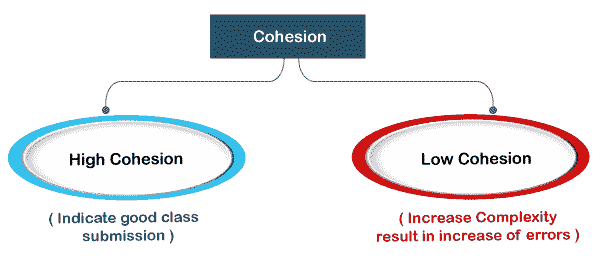 Cohesion
High Cohesion
Low Cohesion
( Indicate good class
submission )
( Increase Complexity
result in increase of errors )